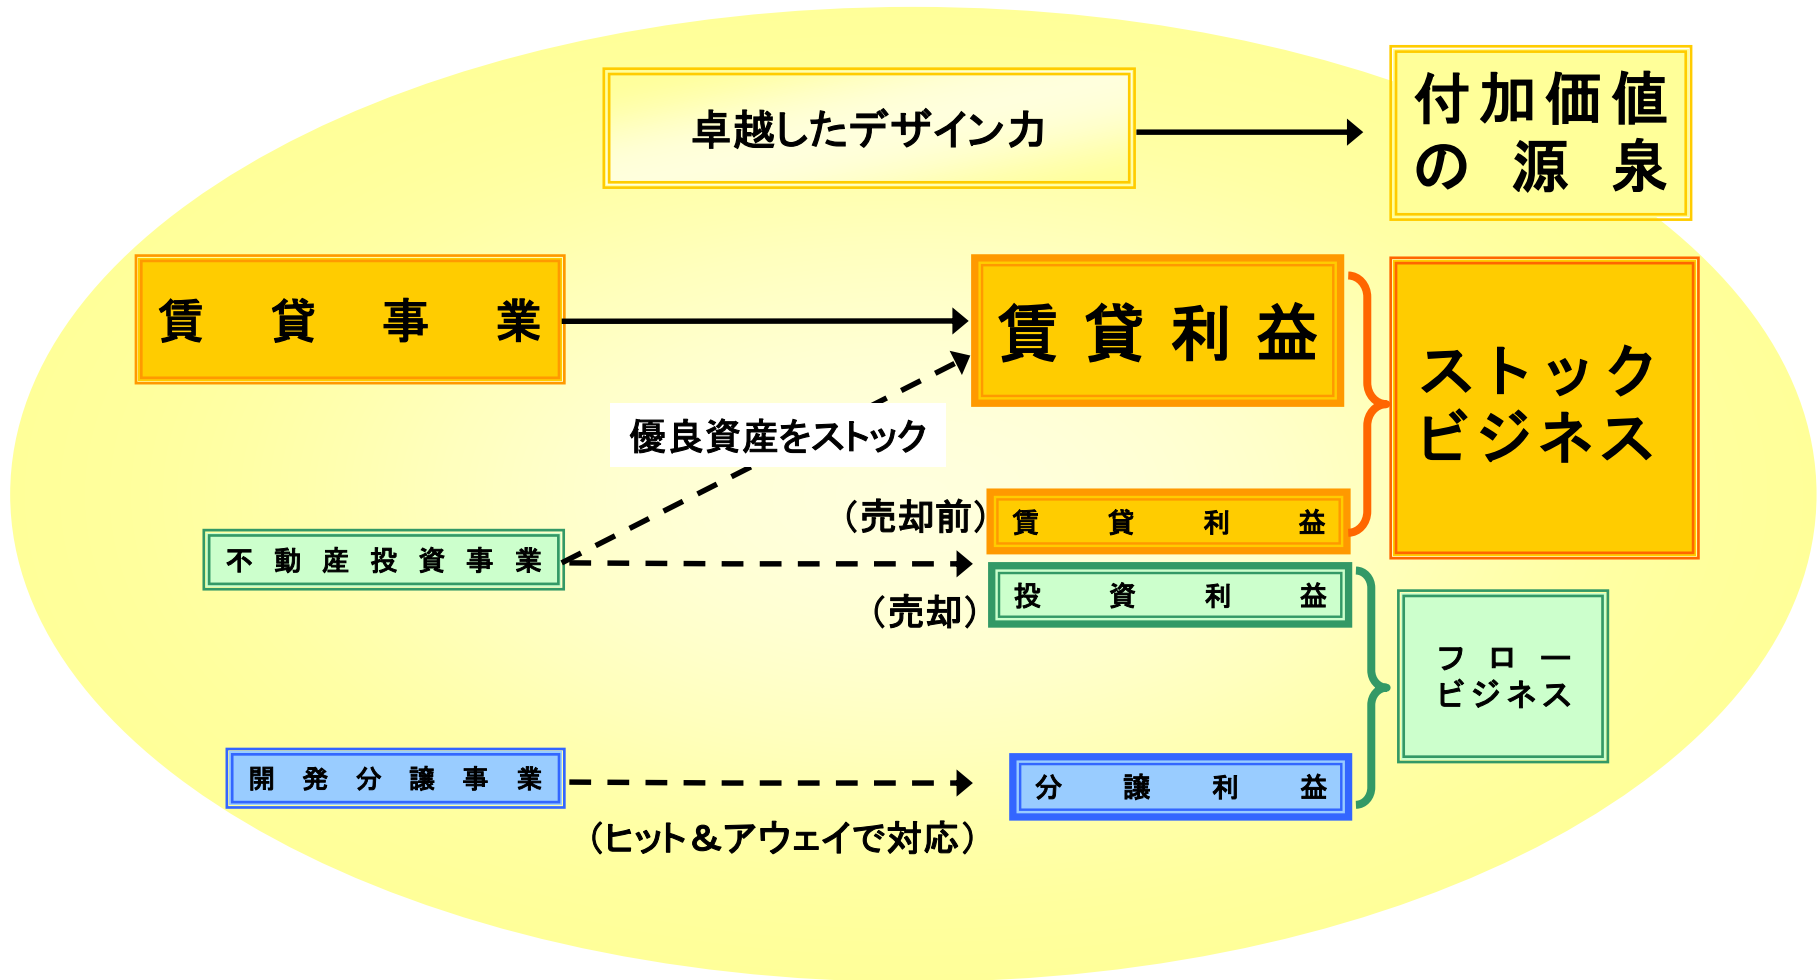 卓越したデザイン力
付加価値
の源泉
賃貸事業
賃貸利益
ストック
ビジネス
優良資産をストック
（売却前）
賃貸利益
不動産投資事業
（売却）
投資利益
フロー
ビジネス
開発分譲事業
分譲利益
（ヒット＆アウェイで対応）